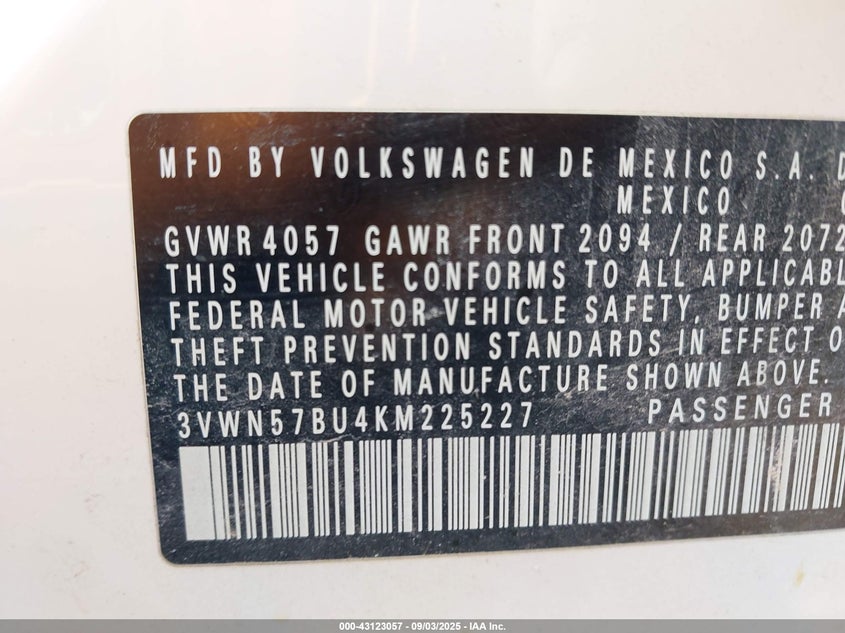 MFD BY VOLKSWAGEN DE MEXICO S.A. D
MEXICO
GVWR 4057 GAWR FRONT 2094 / REAR 2072
THIS VEHICLE CONFORMS TO ALL APPLICABLE
FEDERAL MOTOR VEHICLE SAFETY, BUMPER A
THEFT PREVENTION STANDARDS IN EFFECT O
THE DATE OF MANUFACTURE SHOWN ABOVE.
3VWN57BU4KM225227 PASSENGER
000-43123057 - 09/03/2025 - IAA Inc.